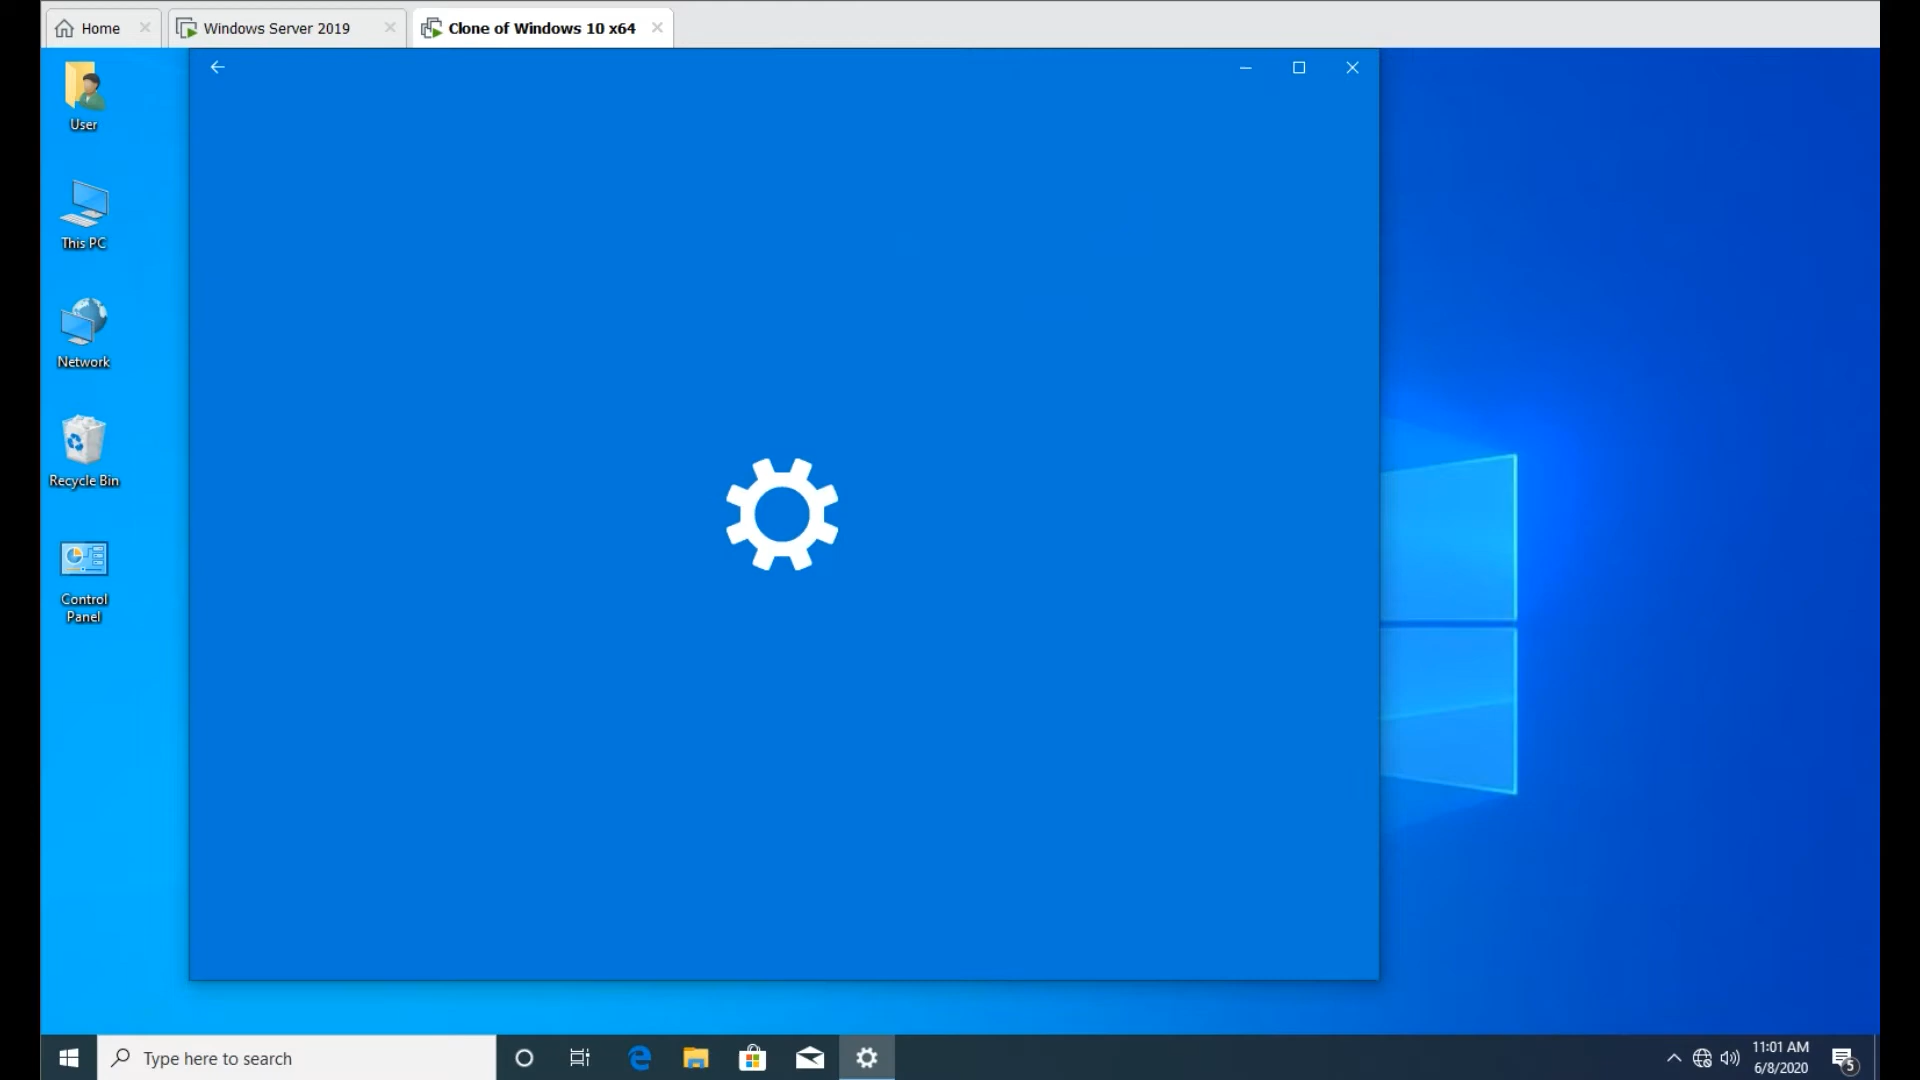 Home
Windows Server 2019
Clone of Windows 10 x64
User
This PC
Network
Recycle Bin
Control
Panel
Type here to search
11:01 AM
6/8/2020
5